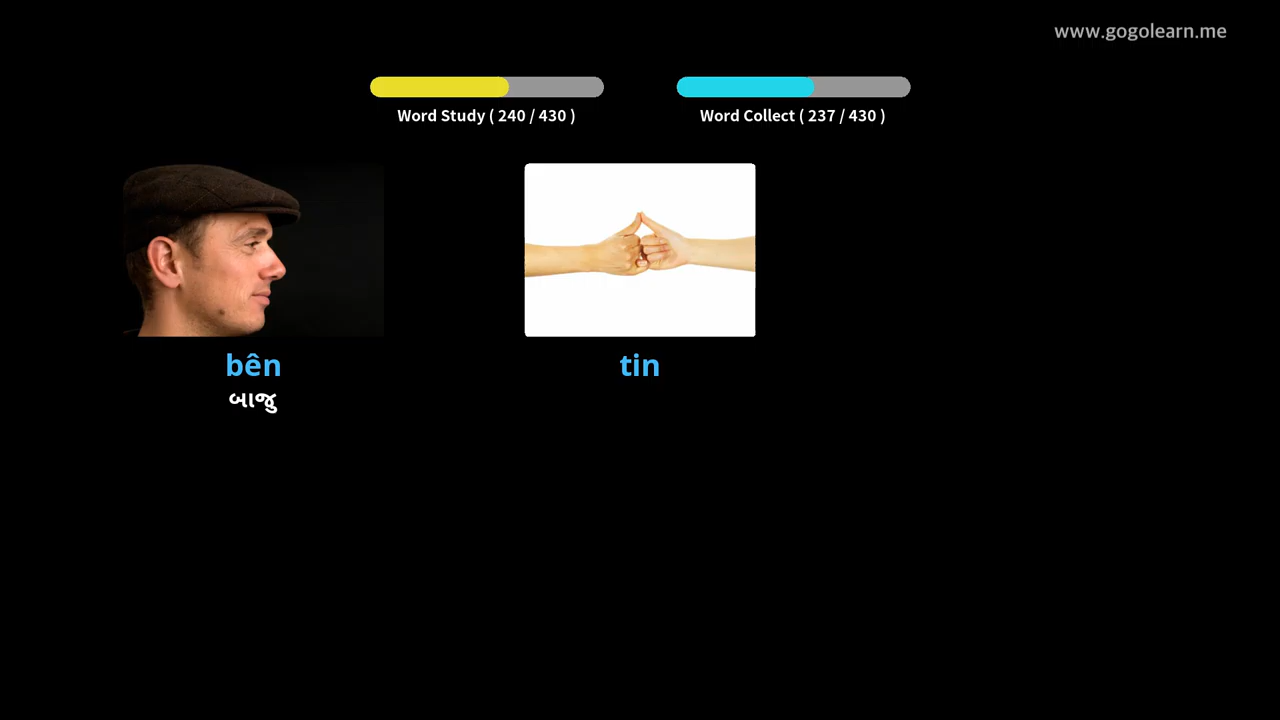 www.gogolearn.me
Word Study ( 240 / 430 )
Word Collect ( 237 / 430 )
bên
tin
બાજુ